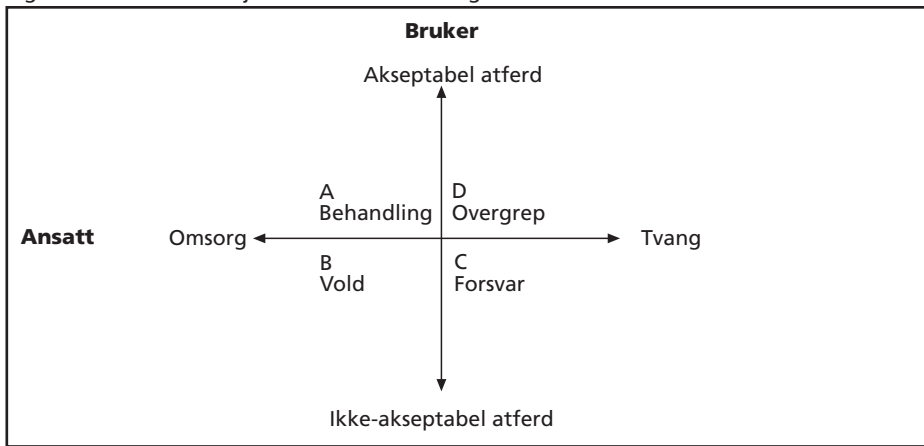 Bruker
Akseptabel atferd
A
Behandling
D
Overgrep
Ansatt
Omsorg
Tvang
B
Vold
C
Forsvar
Ikke-akseptabel atferd